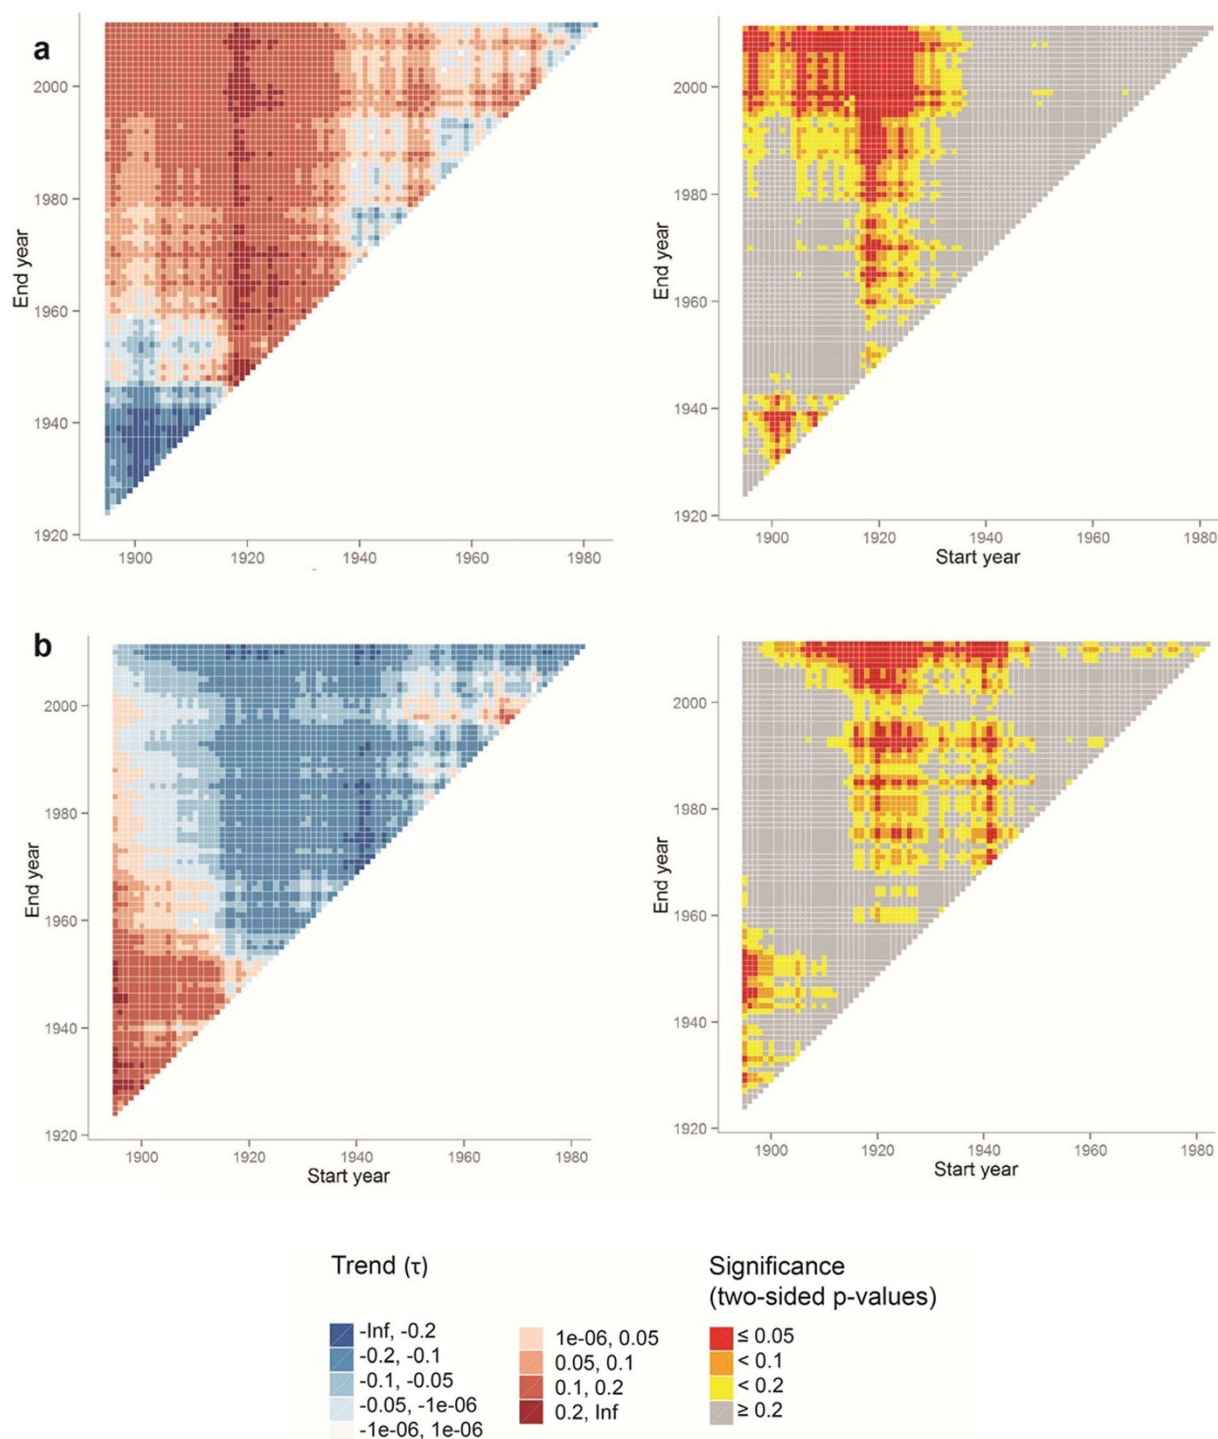 a
2000
1980
1960
1940
1920
End year
1900
1920
1940
1960
1980
2000
1980
1960
1940
1920
End year
1900
1920
1940
1960
1980
Start year
b
2000
1980
1960
1940
1920
End year
1900
1920
1940
1960
1980
Start year
2000
1980
1960
1940
1920
End year
1900
1920
1940
1960
1980
Start year
Trend (τ)
-Inf, -0.2
-0.2, -0.1
-0.1, -0.05
-0.05, -1e-06
-1e-06, 1e-06
1e-06, 0.05
0.05, 0.1
0.1, 0.2
0.2, Inf
Significance
(two-sided p-values)
≤ 0.05
< 0.1
< 0.2
≥ 0.2